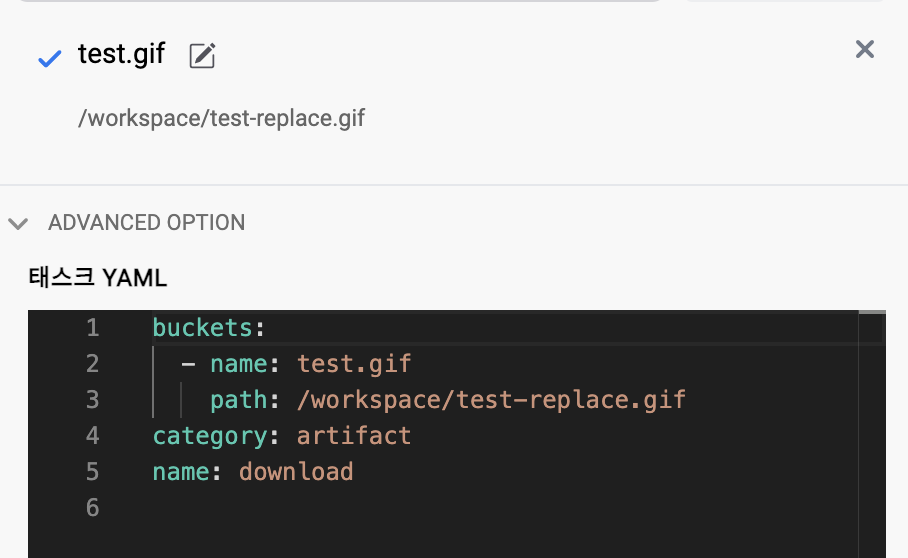 test.gif
/workspace/test-replace.gif
ADVANCED OPTION
태스크 YAML
1 buckets:
2   - name: test.gif
3     path: /workspace/test-replace.gif
4 category: artifact
5 name: download
6